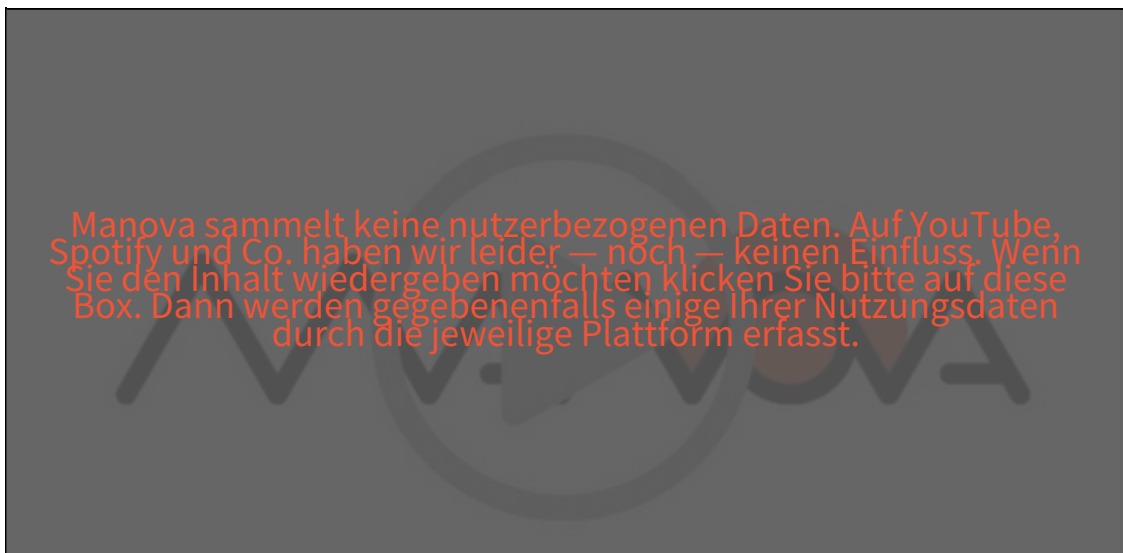 Manova sammelt keine nutzerbezogenen Daten. Auf YouTube,
Spotify und Co. haben wir leider — noch — keinen Einfluss. Wenn
Sie den Inhalt wiedergeben möchten klicken Sie bitte auf diese
Box. Dann werden gegebenenfalls einige Ihrer Nutzungsdaten
durch die jeweilige Plattform erfasst.
MANOVA